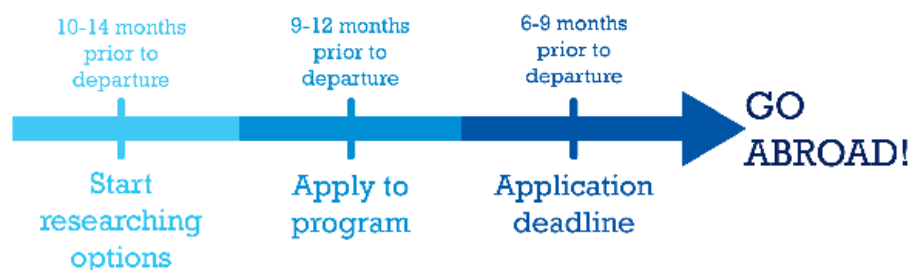 10-14 months
prior to
departure
9-12 months
prior to
departure
6-9 months
prior to
departure
GO
ABROAD!
Start
researching
options
Apply to
program
Application
deadline